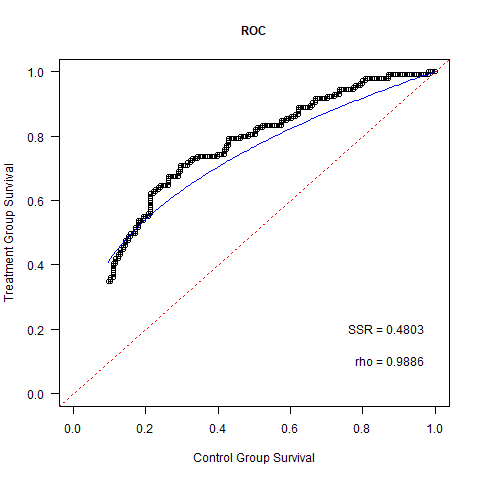 ROC
Treatment Group Survival
1.0
0.8
0.6
0.4
0.2
0.0
SSR = 0.4803
rho = 0.9886
0.0 0.2 0.4 0.6 0.8 1.0
Control Group Survival